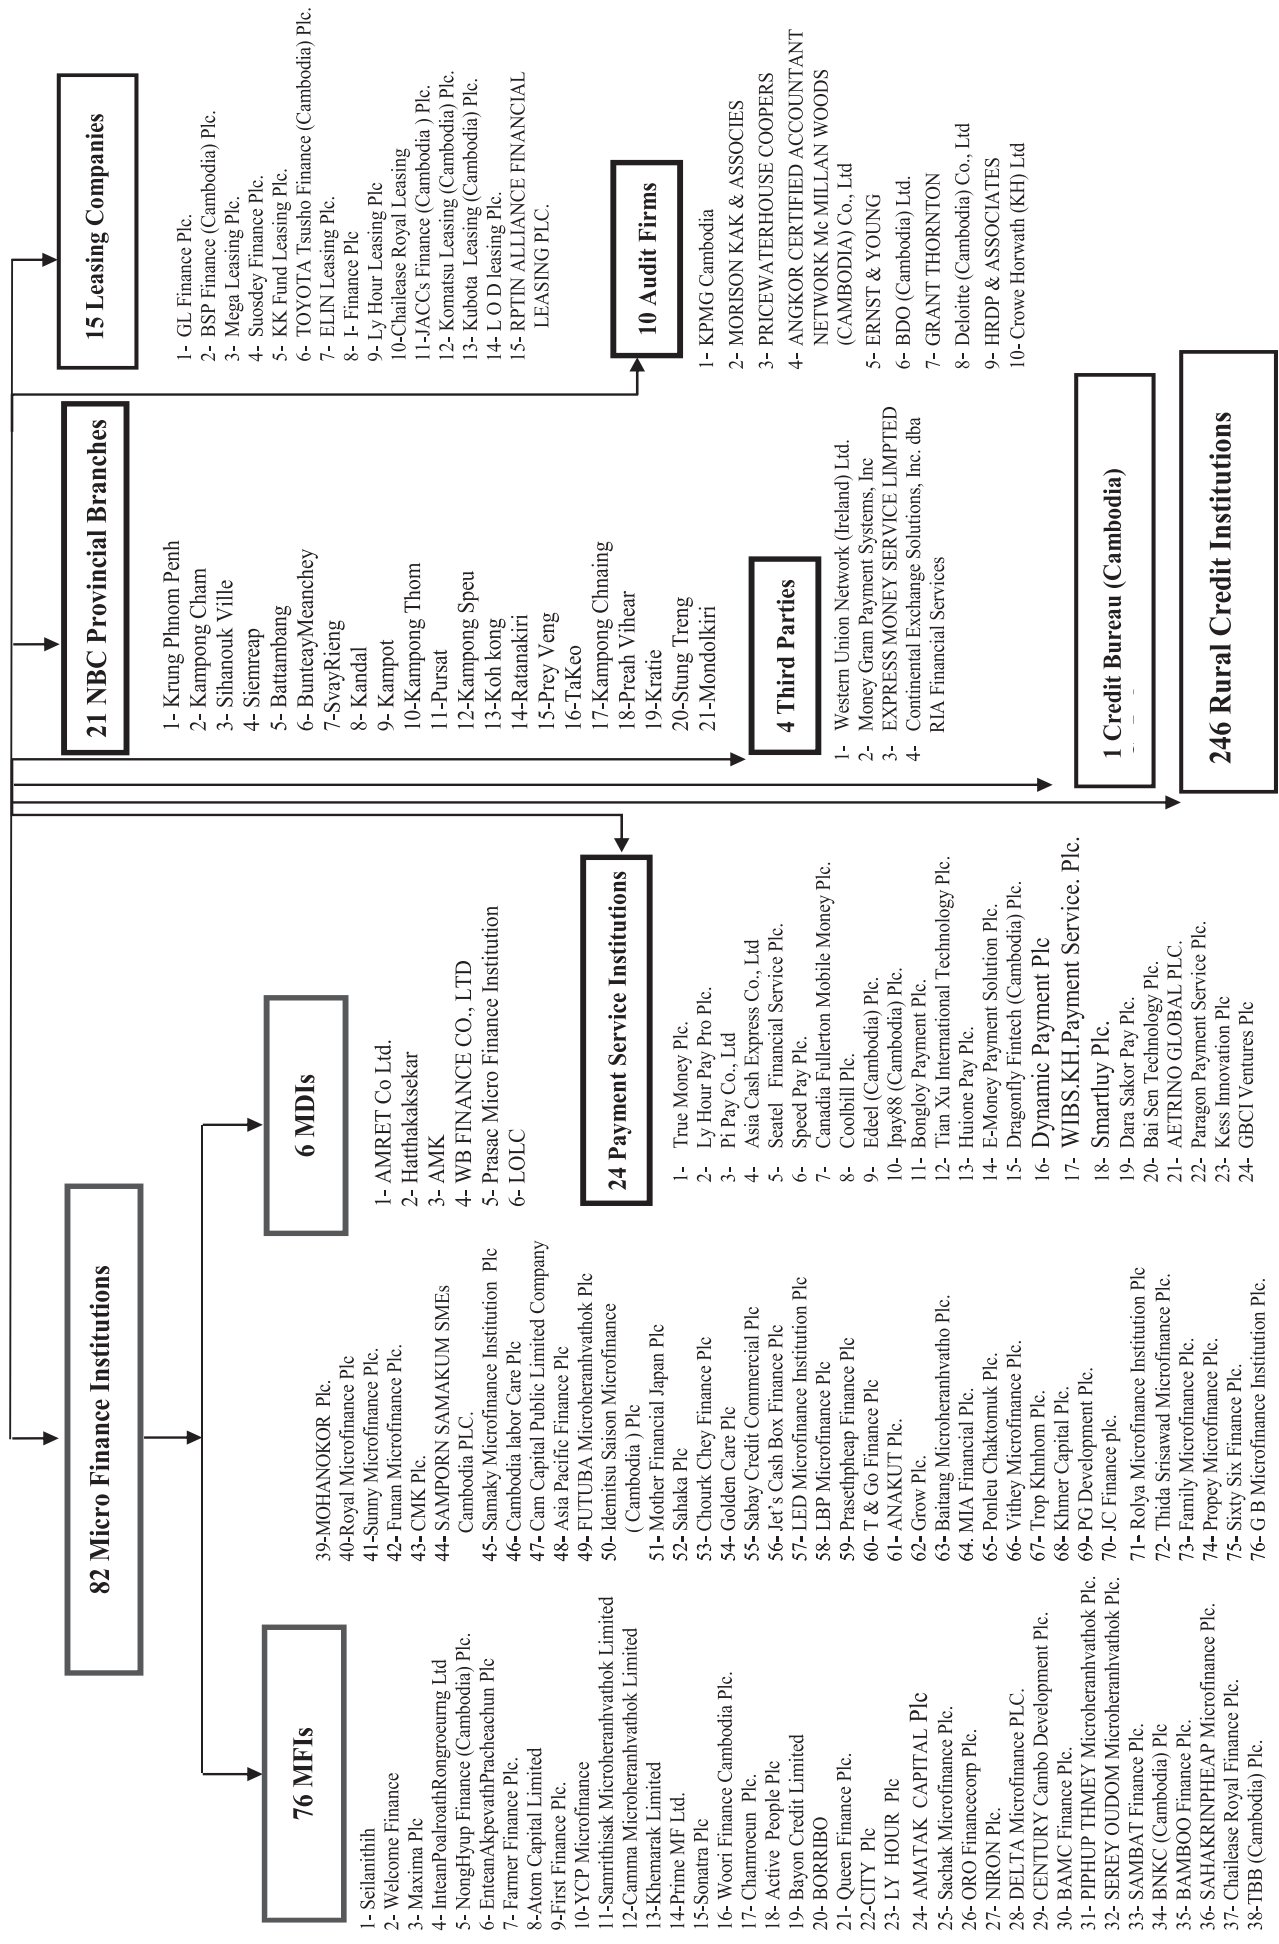 82 Micro Finance Institutions
76 MFIs
1- Seilanithih
2- Welcome Finance
3- Maxima Plc
4- InteanPoalroathRongroeurng Ltd
5- NongHyup Finance (Cambodia) Plc.
6- EnteanAkpevathPracheachun Plc
7- Farmer Finance Plc.
8-Atom Capital Limited
9-First Finance Plc.
10-YCP Microfinance
11-Samrithisak Microheranhvathok Limited
12-Camma Microheranhvathok Limited
13-Khemarak Limited
14-Prime MF Ltd.
15-Sonatra Plc
16- Woori Finance Cambodia Plc.
17- Chamroeun Plc.
18- Active People Plc
19- Bayon Credit Limited
20- BORRIBO
21- Queen Finance Plc.
22-CITY Plc
23- LY HOUR Plc
24- AMATAK CAPITAL Plc
25- Sachak Microfinance Plc.
26- ORO Financecorp Plc.
27- NIRON Plc.
28- DELTA Microfinance PLC.
29- CENTURY Cambo Development Plc.
30- BAMC Finance Plc.
31- PIPHUP THMEY Microheranhvathok Plc.
32- SEREY OUDOM Microheranhvathok Plc.
33- SAMBAT Finance Plc.
34- BNKC (Cambodia) Plc
35- BAMBOO Finance Plc.
36- SAHAKRINPHEAP Microfinance Plc.
37- Chailease Royal Finance Plc.
38-TBB (Cambodia) Plc.
39-MOHANOKOR Plc.
40-Royal Microfinance Plc
41-Sunny Microfinance Plc.
42- Funan Microfinance Plc.
43-CMK Plc.
44- SAMPORN SAMAKUM SMEs
Cambodia PLC.
45- Samaky Microfinance Institution Plc
46- Cambodia labor Care Plc
47- Cam Capital Public Limited Company
48- Asia Pacific Finance Plc
49- FUTUBA Microheranhvathok Plc
50- Idemitsu Saison Microfinance
( Cambodia ) Plc
51- Mother Financial Japan Plc
52- Sahaka Plc
53- Chourk Chey Finance Plc
54- Golden Care Plc
55- Sabay Credit Commercial Plc
56- Jet's Cash Box Finance Plc
57- LED Microfinance Institution Plc
58- LBP Microfinance Plc
59- Prasethpheap Finance Plc
60- T & Go Finance Plc
61- ANAKUT Plc.
62- Grow Plc.
63- Baitang Microheranhvatho Plc.
64. MIA Financial Plc.
65- Ponleu Chaktomuk Plc.
66- Vithey Microfinance Plc.
67- Trop Khnhom Plc.
68- Khmer Capital Plc.
69-PG Development Plc.
70- JC Finance plc.
71- Rolya Microfinance Institution Plc
72- Thida Srisawad Microfinance Plc.
73- Family Microfinance Plc.
74- Propey Microfinance Plc.
75- Sixty Six Finance Plc.
76- G B Microfinance Institution Plc.
6 MDIs
1- AMRET Co Ltd.
2- Hatthakaksekar
3- AMK
4- WB FINANCE CO., LTD
5- Prasac Micro Finance Institution
6- LOLC
24 Payment Service Institutions
1- True Money Plc.
2- Ly Hour Pay Pro Plc.
3- Pi Pay Co., Ltd
4- Asia Cash Express Co., Ltd
5- Seatel Financial Service Plc.
6- Speed Pay Plc.
7- Canadia Fullerton Mobile Money Plc.
8- Coolbill Plc.
9- Edeel (Cambodia) Plc.
10- Ipay88 (Cambodia) Plc.
11- Bongloy Payment Plc.
12- Tian Xu International Technology Plc.
13- Huione Pay Plc.
14- E-Money Payment Solution Plc.
15- Dragonfly Fintech (Cambodia) Plc.
16- Dynamic Payment Plc
17- WIBS.KH.Payment Service. Plc.
18- Smartluy Plc.
19- Dara Sakor Pay Plc.
20- Bai Sen Technology Plc.
21- AETRINO GLOBAL PLC.
22- Paragon Payment Service Plc.
23- Kess Innovation Plc
24- GBCI Ventures Plc
21 NBC Provincial Branches
1- Krung Phnom Penh
2- Kampong Cham
3- Sihanouk Ville
4- Siemreap
5- Battambang
6- BunteayMeanchey
7-SvayRieng
8- Kandal
9- Kampot
10-Kampong Thom
11-Pursat
12-Kampong Speu
13-Koh kong
14-Ratanakiri
15-Prey Veng
16-TaKeo
17-Kampong Chnaing
18-Preah Vihear
19-Kratie
20-Stung Treng
21-Mondolkiri
4 Third Parties
1- Western Union Network (Ireland) Ltd.
2- Money Gram Payment Systems, Inc
3- EXPRESS MONEY SERVICE LIMPTED
4- Continental Exchange Solutions, Inc. dba
RIA Financial Services
1 Credit Bureau (Cambodia)
246 Rural Credit Institutions
15 Leasing Companies
1- GL Finance Plc.
2- BSP Finance (Cambodia) Plc.
3- Mega Leasing Plc.
4- Suosdey Finance Plc.
5- KK Fund Leasing Plc.
6- TOYOTA Tsusho Finance (Cambodia) Plc.
7- ELIN Leasing Plc.
8- I- Finance Plc
9- Ly Hour Leasing Plc
10-Chailease Royal Leasing
11-JACCs Finance (Cambodia ) Plc.
12- Komatsu Leasing (Cambodia) Plc.
13- Kubota Leasing (Cambodia) Plc.
14- L O D leasing Plc.
15- RPTIN ALLIANCE FINANCIAL
LEASING PLC.
10 Audit Firms
1- KPMG Cambodia
2- MORISON KAK & ASSOCIES
3- PRICEWATERHOUSE COOPERS
4- ANGKOR CERTIFIED ACCOUNTANT
NETWORK Mc MILLAN WOODS
(CAMBODIA) Co., Ltd
5- ERNST & YOUNG
6- BDO (Cambodia) Ltd.
7- GRANT THORNTON
8- Deloitte (Cambodia) Co., Ltd
9- HRDP & ASSOCIATES
10- Crowe Horwath (KH) Ltd